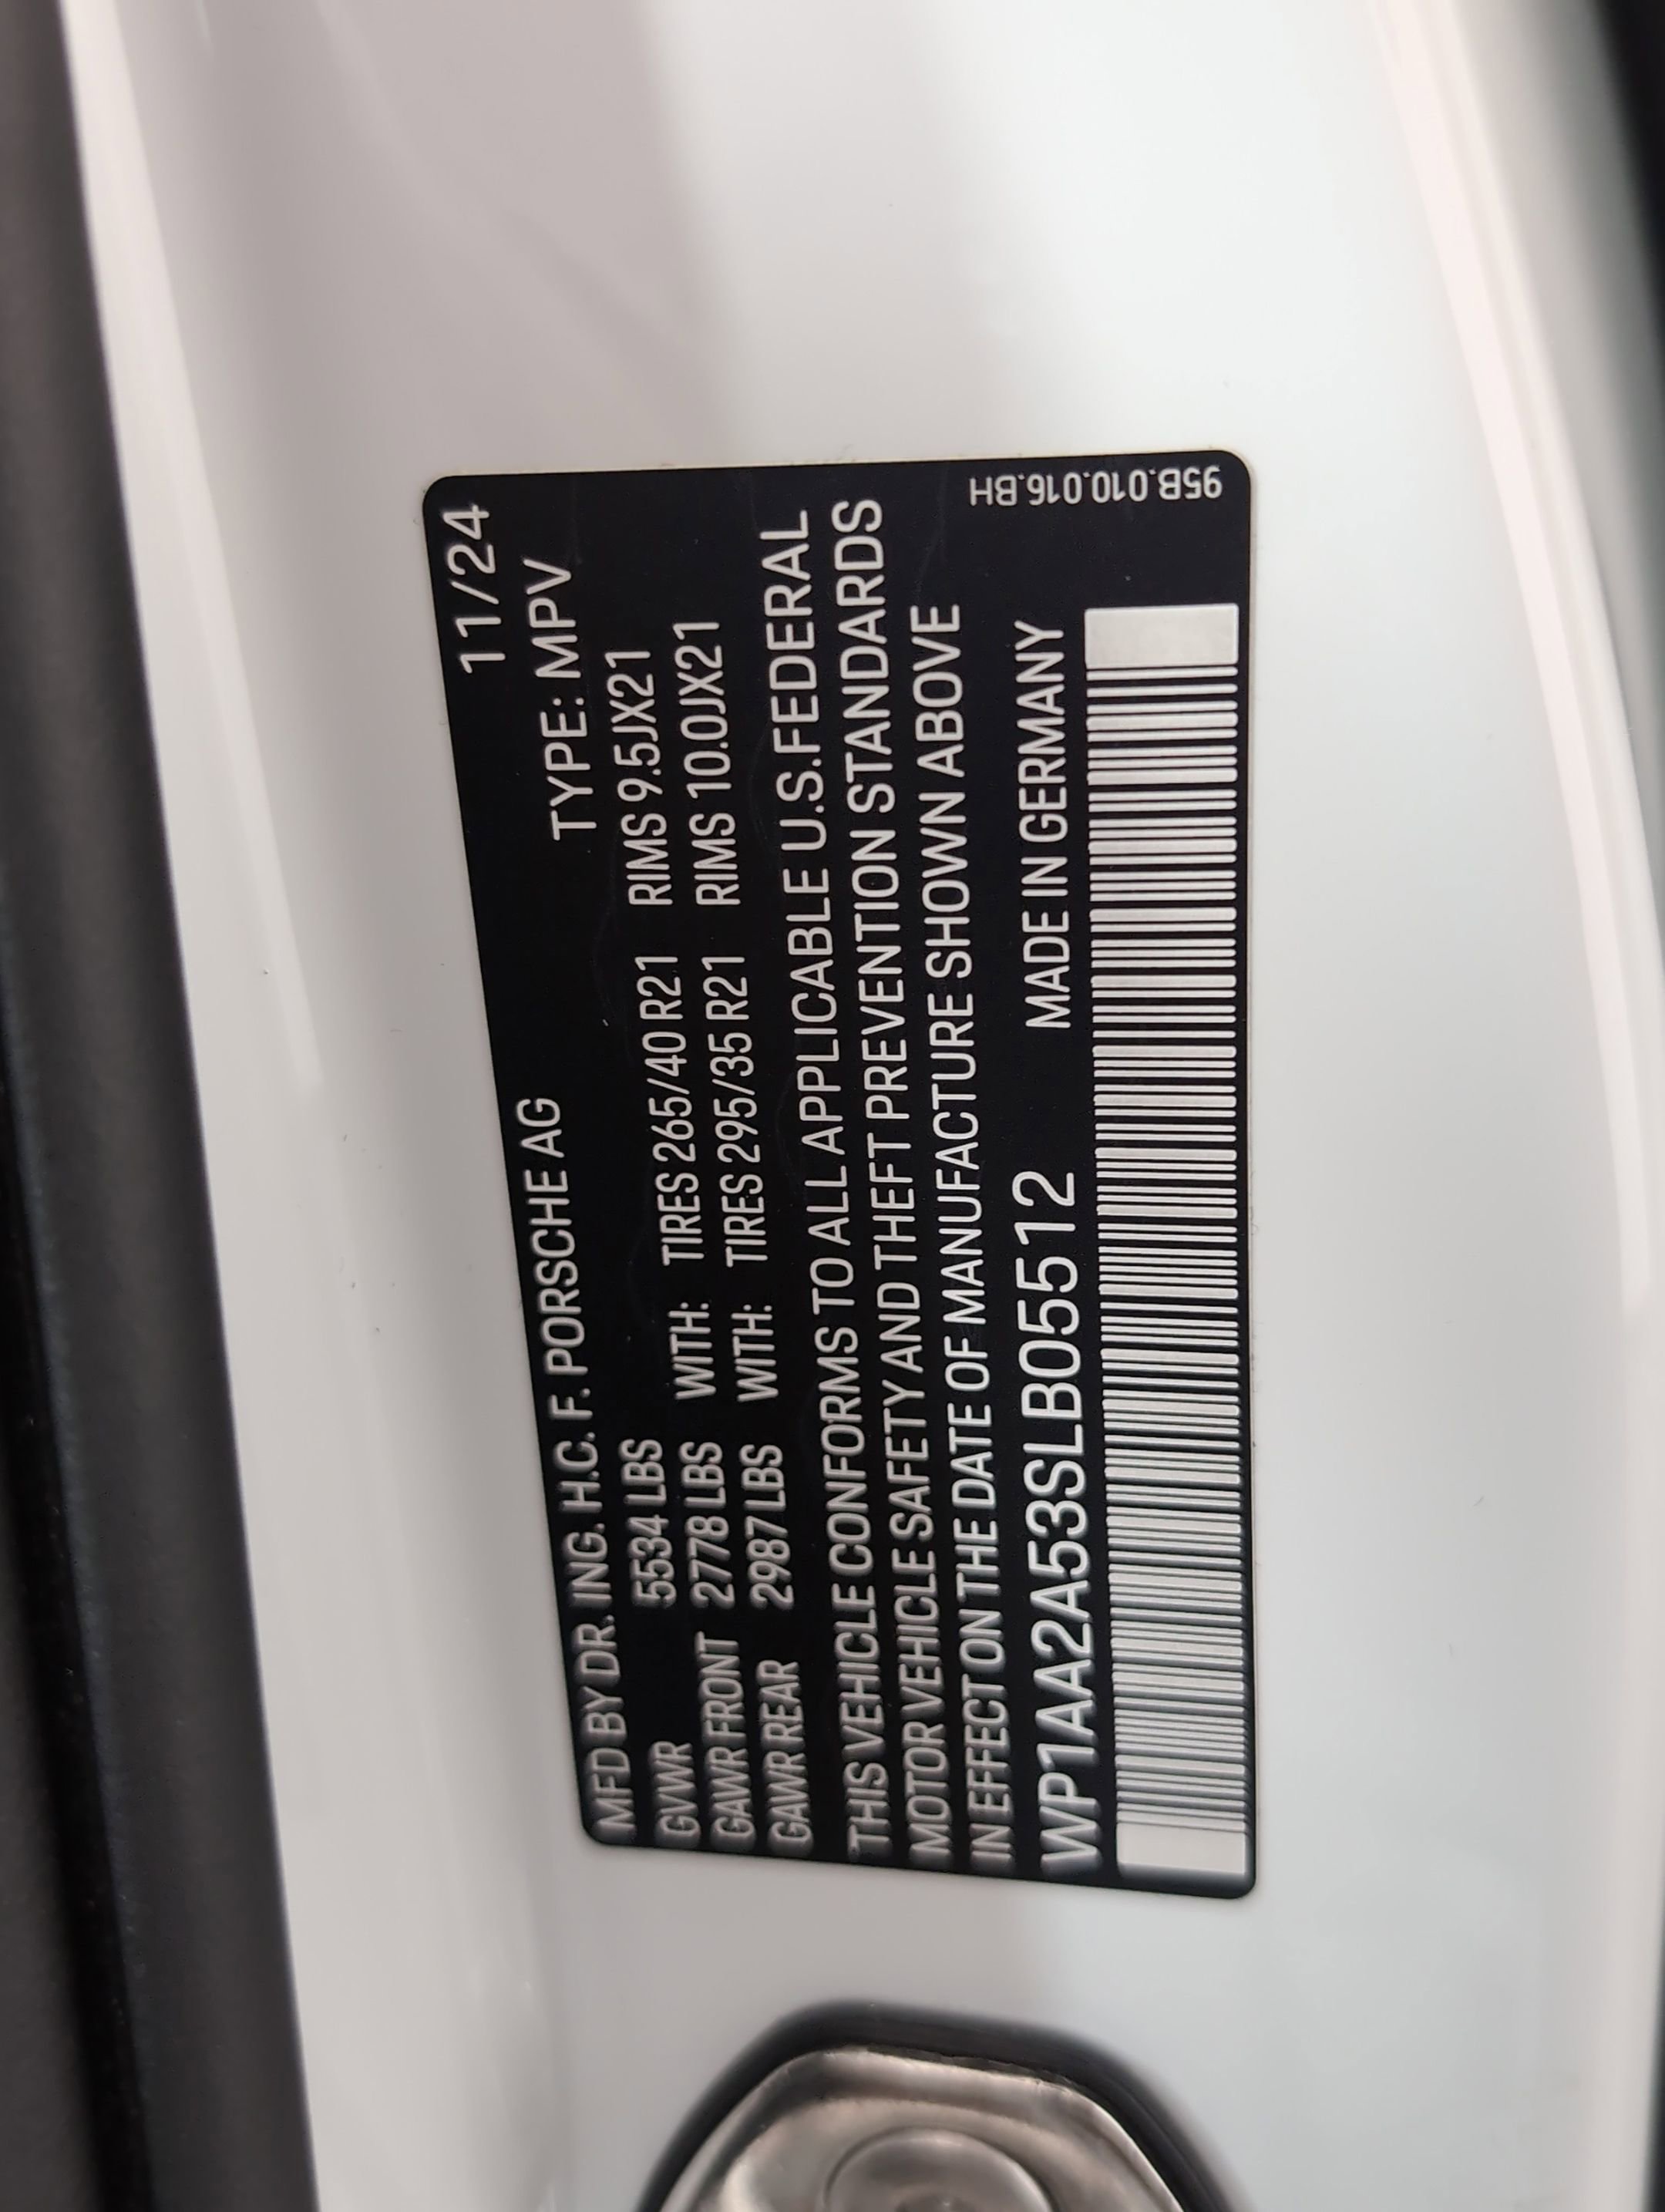 11/24
MFD BY DR. ING. H.C. F. PORSCHE AG TYPE: MPV
GVWR 5534 LBS
GAWR FRONT 2778 LBS WITH: TIRES 265/40 R21 RIMS 9.5JX21
GAWR REAR 2987 LBS WITH: TIRES 295/35 R21 RIMS 10.0JX21
THIS VEHICLE CONFORMS TO ALL APPLICABLE U.S.FEDERAL
MOTOR VEHICLE SAFETY AND THEFT PREVENTION STANDARDS
IN EFFECT ON THE DATE OF MANUFACTURE SHOWN ABOVE
WP1AA2A53SLB05512 MADE IN GERMANY
95B.010.016.BH